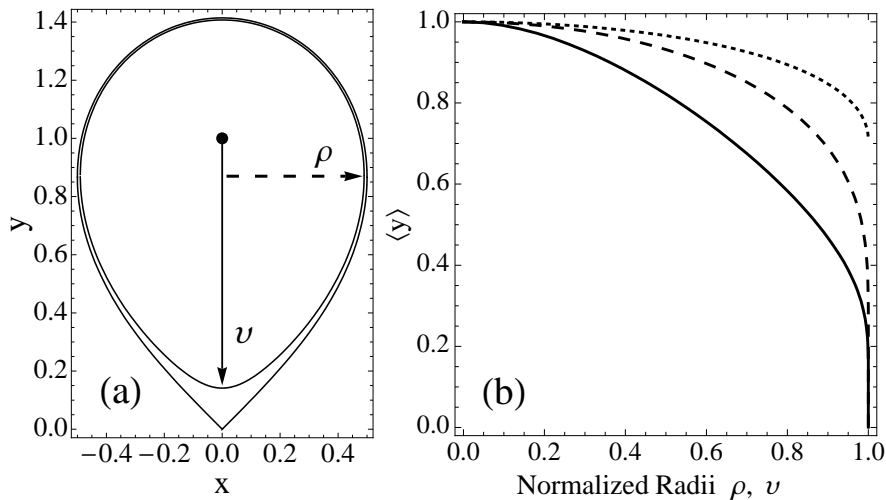 1.4
1.2
1.0
0.8
0.6
0.4
0.2
0.0
y
ρ
υ
(a)
−0.4 −0.2 0.0 0.2 0.4
x
1.0
0.8
0.6
0.4
0.2
0.0
⟨y⟩
(b)
0.0 0.2 0.4 0.6 0.8 1.0
Normalized Radii ρ, υ